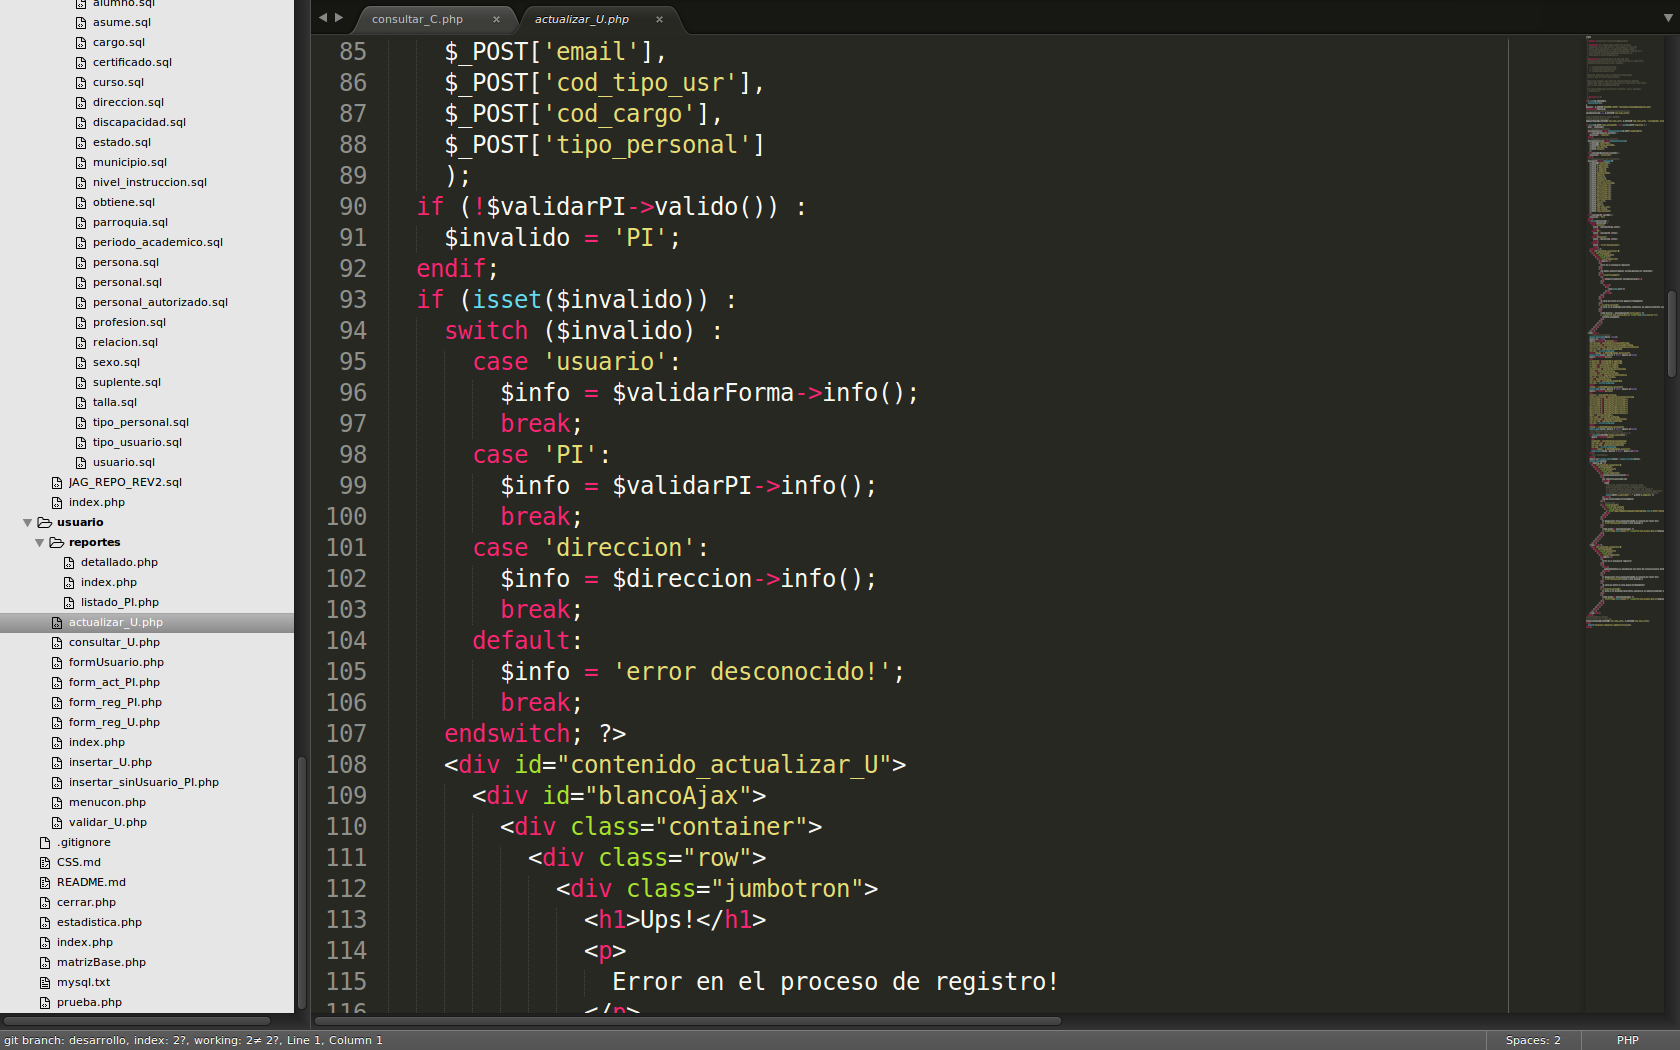 alumno.sql
asume.sql
cargo.sql
certificado.sql
curso.sql
direccion.sql
discapacidad.sql
estado.sql
municipio.sql
nivel_instruccion.sql
obtiene.sql
parroquia.sql
periodo_academico.sql
persona.sql
personal.sql
personal_autorizado.sql
profesion.sql
relacion.sql
sexo.sql
suplente.sql
talla.sql
tipo_personal.sql
tipo_usuario.sql
usuario.sql
JAG_REPO_REV2.sql
index.php
usuario
reportes
detallado.php
index.php
listado_PI.php
actualizar_U.php
consultar_U.php
formUsuario.php
form_act_PI.php
form_reg_PI.php
form_reg_U.php
index.php
insertar_U.php
insertar_sinUsuario_PI.php
menucon.php
validar_U.php
.gitignore
CSS.md
README.md
cerrar.php
estadistica.php
index.php
matrizBase.php
mysql.txt
prueba.php
consultar_C.php × actualizar_U.php ×
85 $_POST['email'],
86 $_POST['cod_tipo_usr'],
87 $_POST['cod_cargo'],
88 $_POST['tipo_personal']
89 );
90 if (!$validarPI->valido()) :
91 $invalido = 'PI';
92 endif;
93 if (isset($invalido)) :
94 switch ($invalido) :
95 case 'usuario':
96 $info = $validarForma->info();
97 break;
98 case 'PI':
99 $info = $validarPI->info();
100 break;
101 case 'direccion':
102 $info = $direccion->info();
103 break;
104 default:
105 $info = 'error desconocido!';
106 break;
107 endswitch; ?>
108 <div id="contenido_actualizar_U">
109 <div id="blancoAjax">
110 <div class="container">
111 <div class="row">
112 <div class="jumbotron">
113 <h1>Ups!</h1>
114 <p>
115 Error en el proceso de registro!
116 </p>
git branch: desarrollo, index: 2?, working: 2≠ 2?, Line 1, Column 1
Spaces: 2
PHP